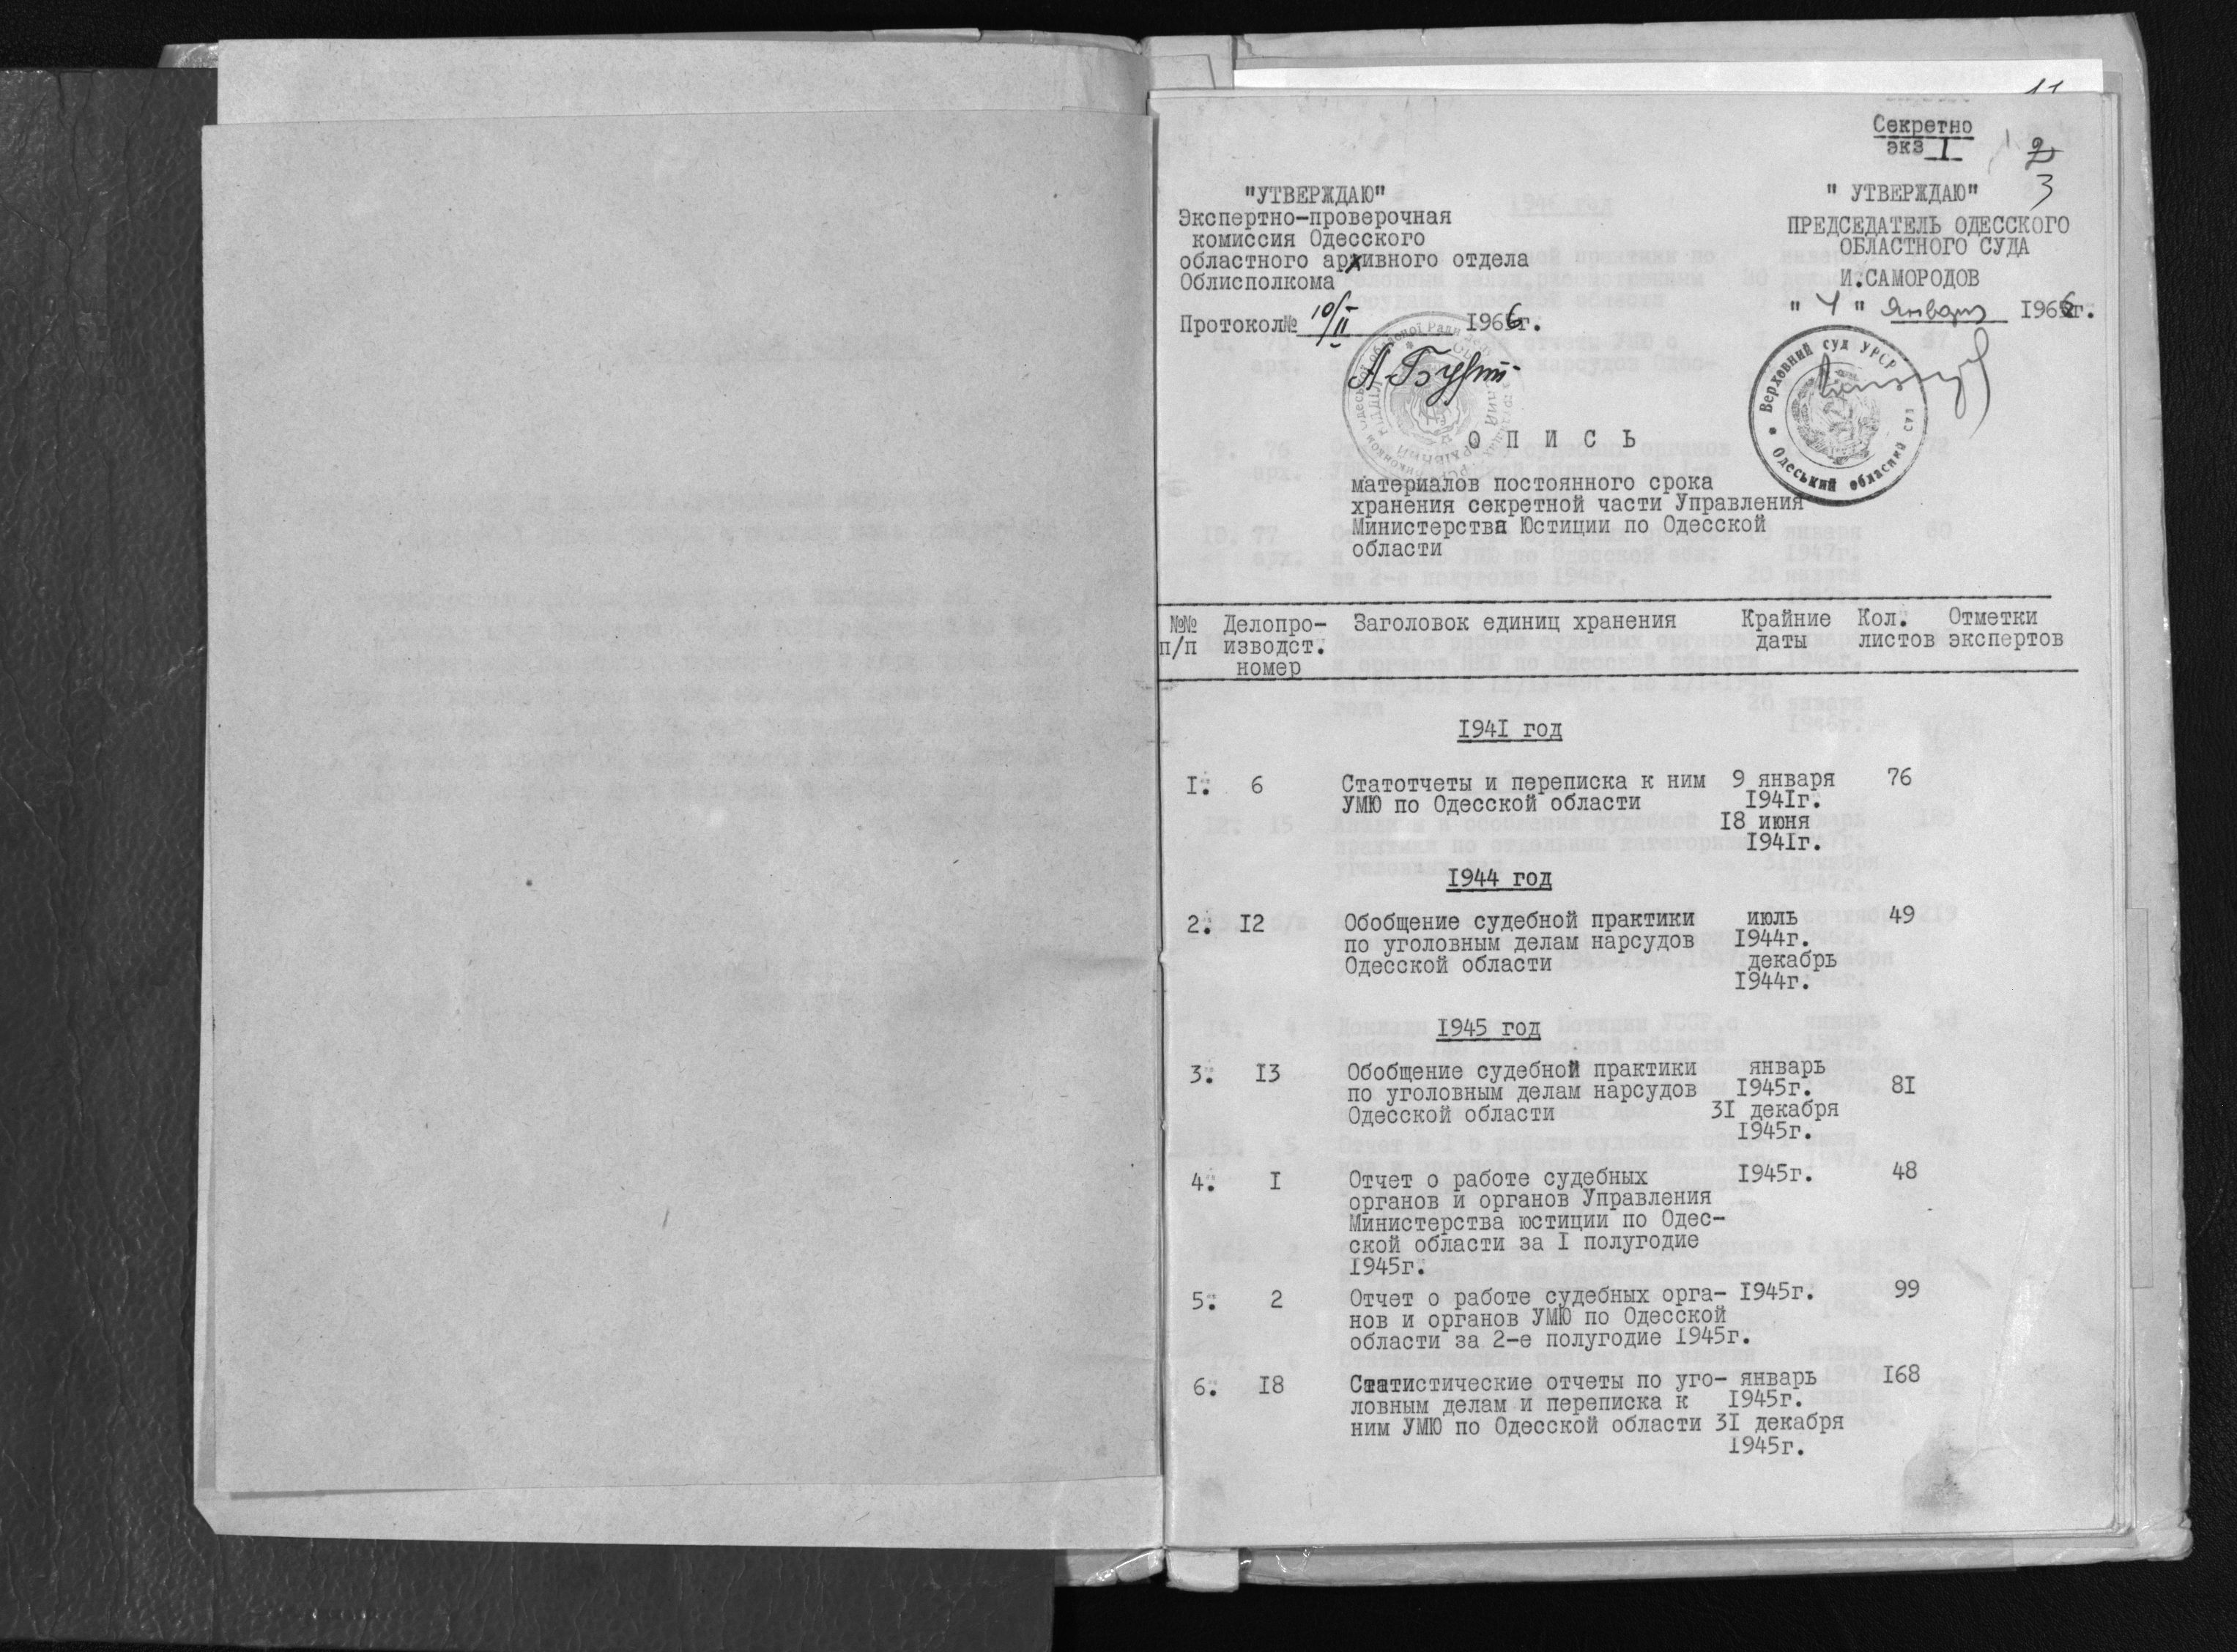 Секретно
экз I
2
3
"УТВЕРЖДАЮ"
Экспертно-проверочная
комиссия Одесского
областного архивного отдела
Облисполкома
Протокол№ 10/II 1966г.
А Буфт
" УТВЕРЖДАЮ"
ПРЕДСЕДАТЕЛЬ ОДЕССКОГО
ОБЛАСТНОГО СУДА
И.САМОРОДОВ
" 4 " Января 1966г.
Верховний суд УРСР
Одеський обласний суд
О П И С Ь
материалов постоянного срока
хранения секретной части Управления
Министерства Юстиции по Одесской
области
№№ Делопро- Заголовок единиц хранения Крайние Кол. Отметки
п/п изводст. даты листов экспертов
номер
I94I год
I. 6 Статотчеты и переписка к ним 9 января 76
УМЮ по Одесской области I94Iг.
I8 июня
I94Iг.
I944 год
2. I2 Обобщение судебной практики июль 49
по уголовным делам нарсудов I944г.
Одесской области декабрь
I944г.
I945 год
3. I3 Обобщение судебной практики январь
по уголовным делам нарсудов I945г. 8I
Одесской области 3I декабря
I945г.
4. I Отчет о работе судебных I945г. 48
органов и органов Управления
Министерства юстиции по Одес-
ской области за I полугодие
I945г.
5. 2 Отчет о работе судебных орга- I945г. 99
нов и органов УМЮ по Одесской
области за 2-е полугодие I945г.
6. I8 Статистические отчеты по уго- январь I68
ловным делам и переписка к I945г.
ним УМЮ по Одесской области 3I декабря
I945г.